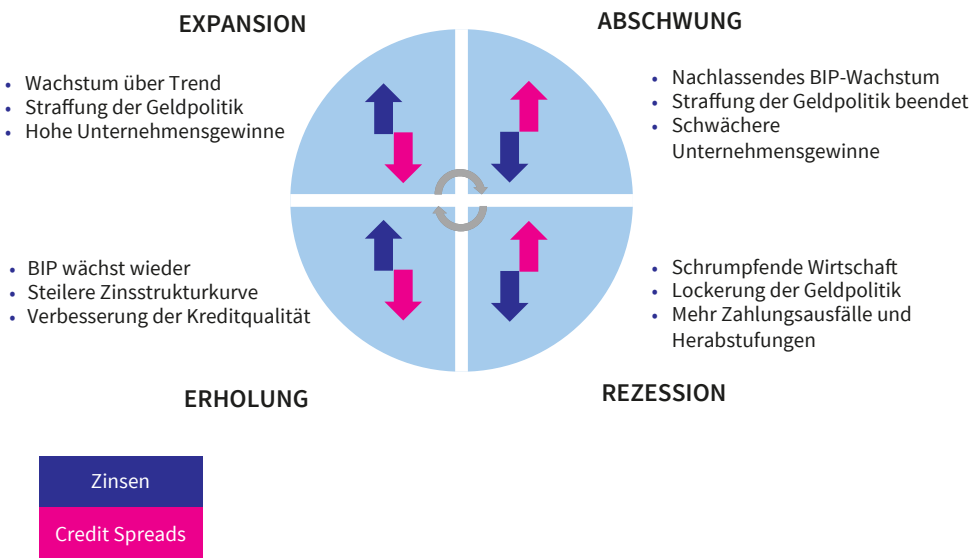 EXPANSION
• Wachstum über Trend
• Straffung der Geldpolitik
• Hohe Unternehmensgewinne
ABSCHWUNG
• Nachlassendes BIP-Wachstum
• Straffung der Geldpolitik beendet
• Schwächere
Unternehmensgewinne
• BIP wächst wieder
• Steilere Zinsstrukturkurve
• Verbesserung der Kreditqualität
ERHOLUNG
• Schrumpfende Wirtschaft
• Lockerung der Geldpolitik
• Mehr Zahlungsausfälle und
Herabstufungen
REZESSION
Zinsen
Credit Spreads